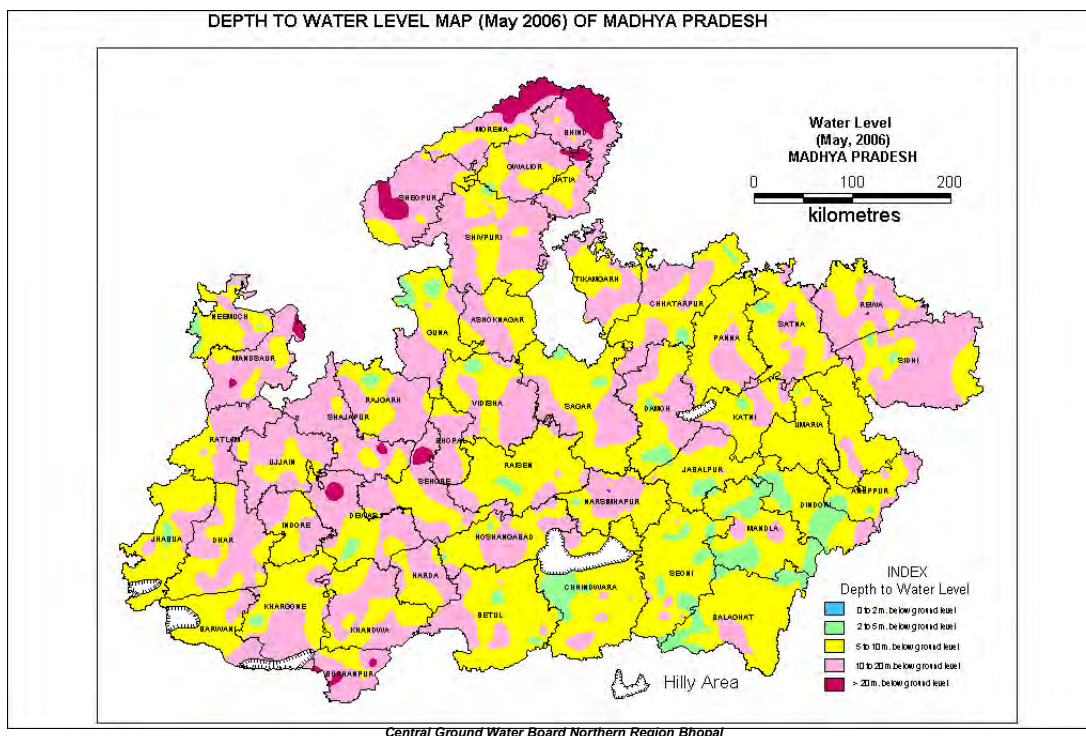 DEPTH TO WATER LEVEL MAP (May 2006) OF MADHYA PRADESH
Water Level
(May, 2006)
MADHYA PRADESH
0 100 200
kilometres
MORENA
BHIND
GWALIOR
DATIA
SHEOPUR
SHIVPURI
TIKAMGARH
CHHATARPUR
REWA
NEEMUCH
GUNA
ASHOKNAGAR
PANNA
SATNA
SIDHI
MANDSAUR
RAJGARH
VIDISHA
SAGAR
DAMOH
KATNI
UMARIA
SHAJAPUR
RATLAM
BHOPAL
UJJAIN
RAISEN
JABALPUR
SEHORE
ANUPPUR
NARSIMHAPUR
DINDORI
DEWAS
INDORE
MANDLA
JHABUA
DHAR
HOSHANGABAD
HARDA
SEONI
CHHINDWARA
KHARGONE
BETUL
BALAGHAT
BARWANI
KHANDWA
BURHANPUR
INDEX
Depth to Water Level
0 to 2m. below ground level
2 to 5m. below ground level
5 to 10m. below ground level
10 to 20m. below ground level
> 20m. below ground level
Hilly Area
Central Ground Water Board Northern Region Bhopal